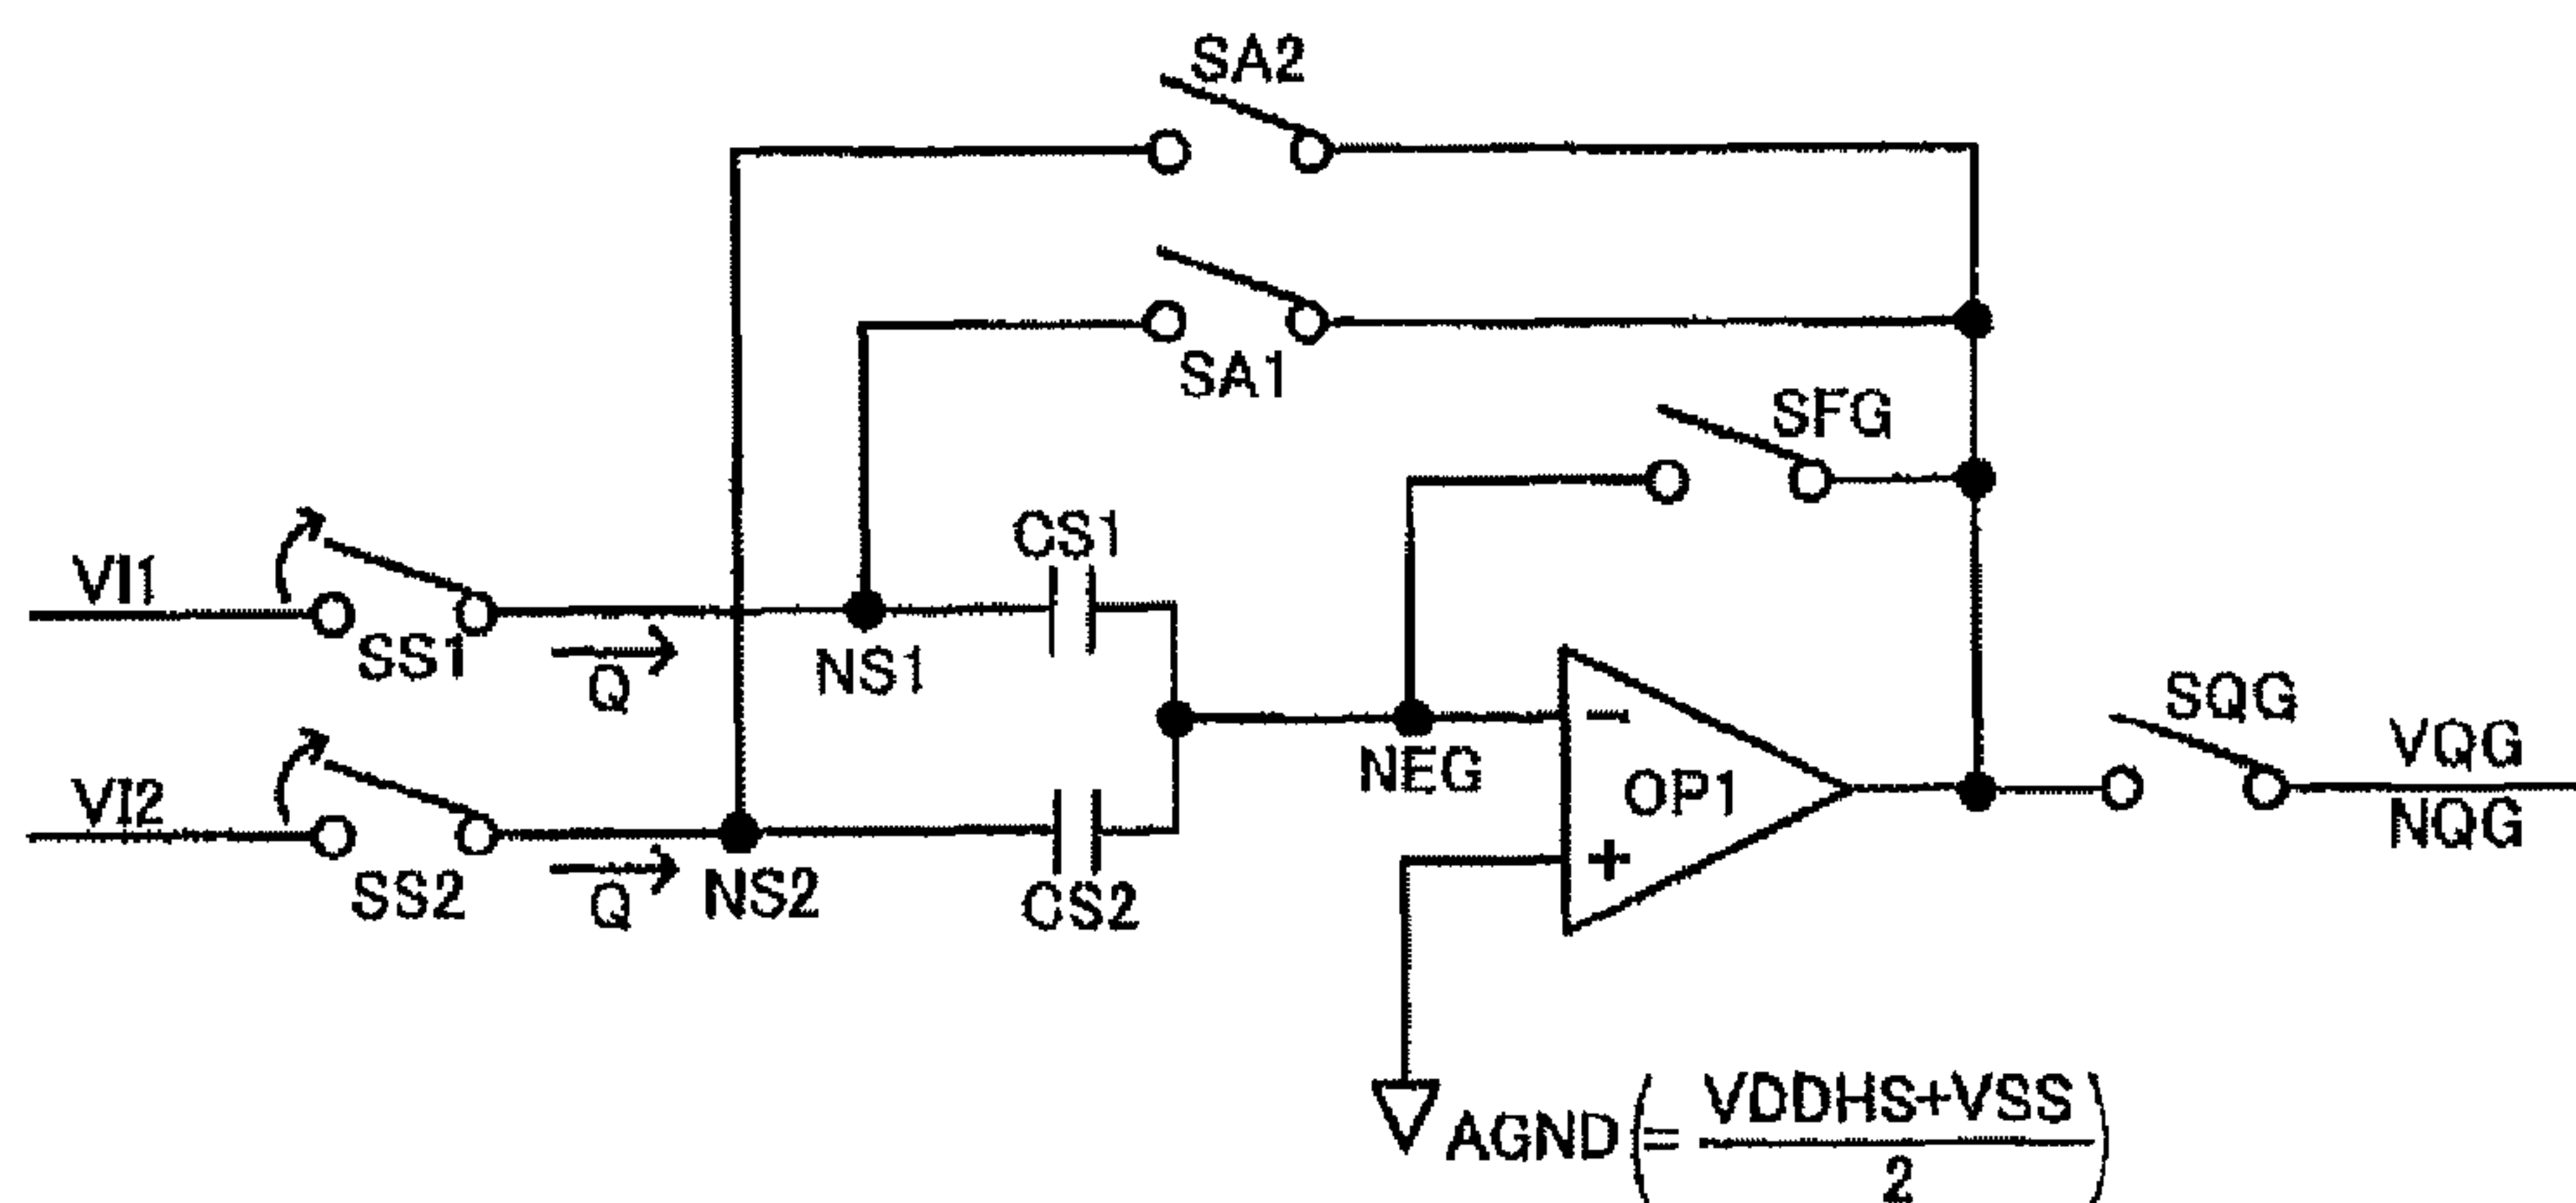 SA2
SA1
SFG
CS1
VI1
SS1
Q
NS1
SQG
VQG
NQG
NEG
OP1
−
+
VI2
SS2
Q
NS2
CS2
AGND(= VDDHS+VSS
2 )